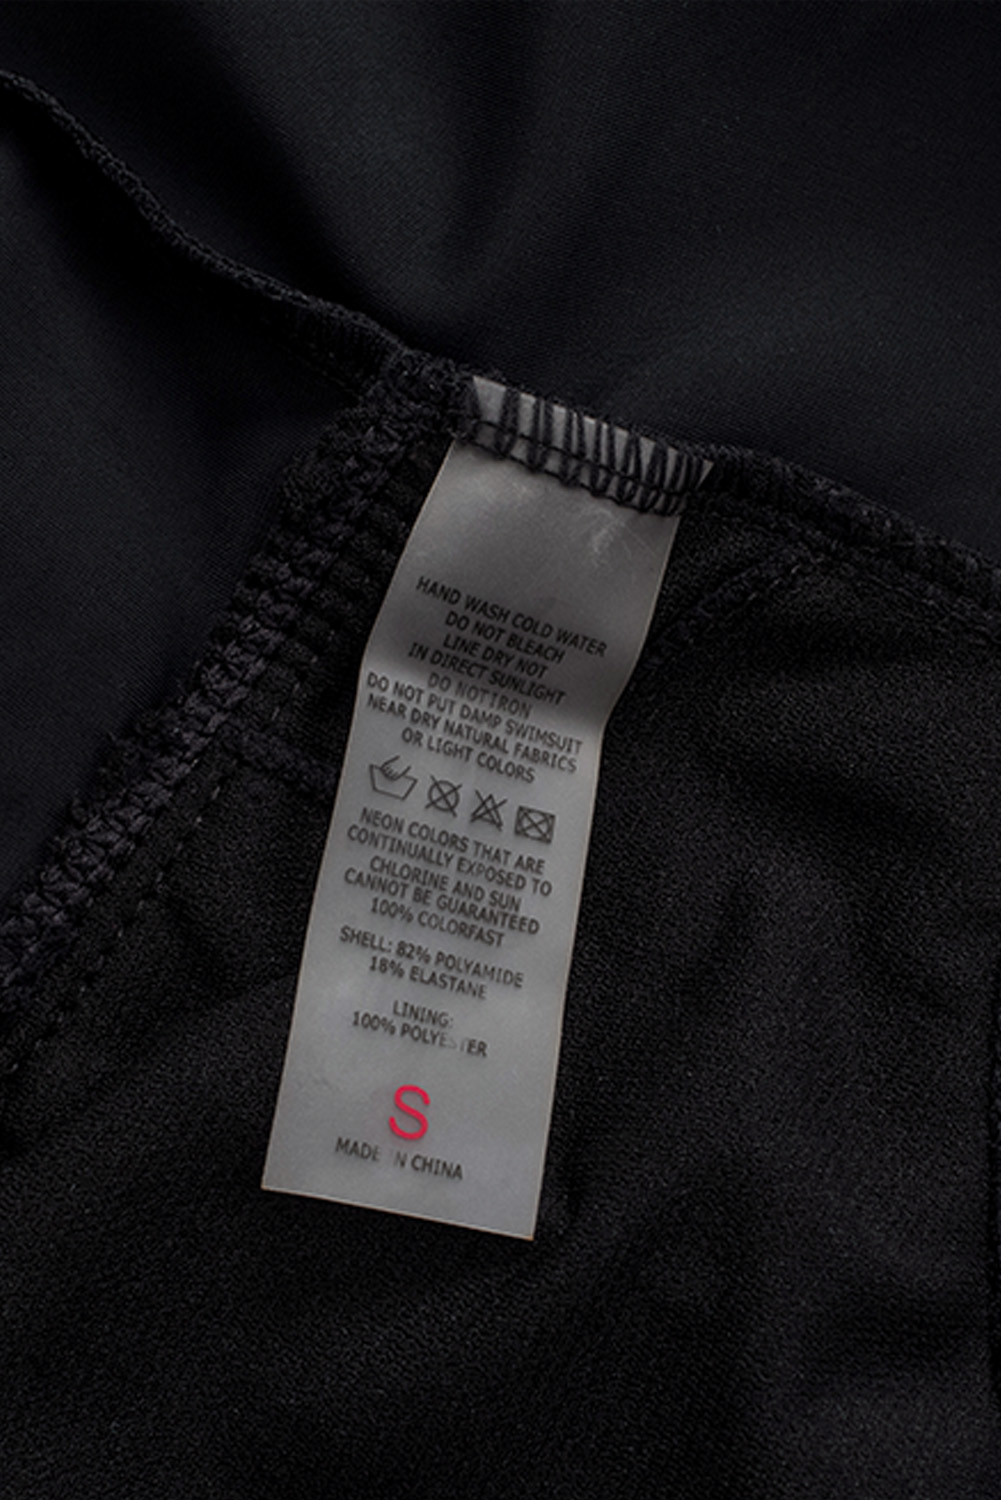 HAND WASH COLD WATER
DO NOT BLEACH
LINE DRY NOT
IN DIRECT SUNLIGHT
DO NOT IRON
DO NOT PUT DAMP SWIMSUIT
NEAR DRY NATURAL FABRICS
OR LIGHT COLORS
NEON COLORS THAT ARE
CONTINUALLY EXPOSED TO
CHLORINE AND SUN
CANNOT BE GUARANTEED
100% COLORFAST
SHELL: 82% POLYAMIDE
18% ELASTANE
LINING:
100% POLYESTER
S
MADE IN CHINA